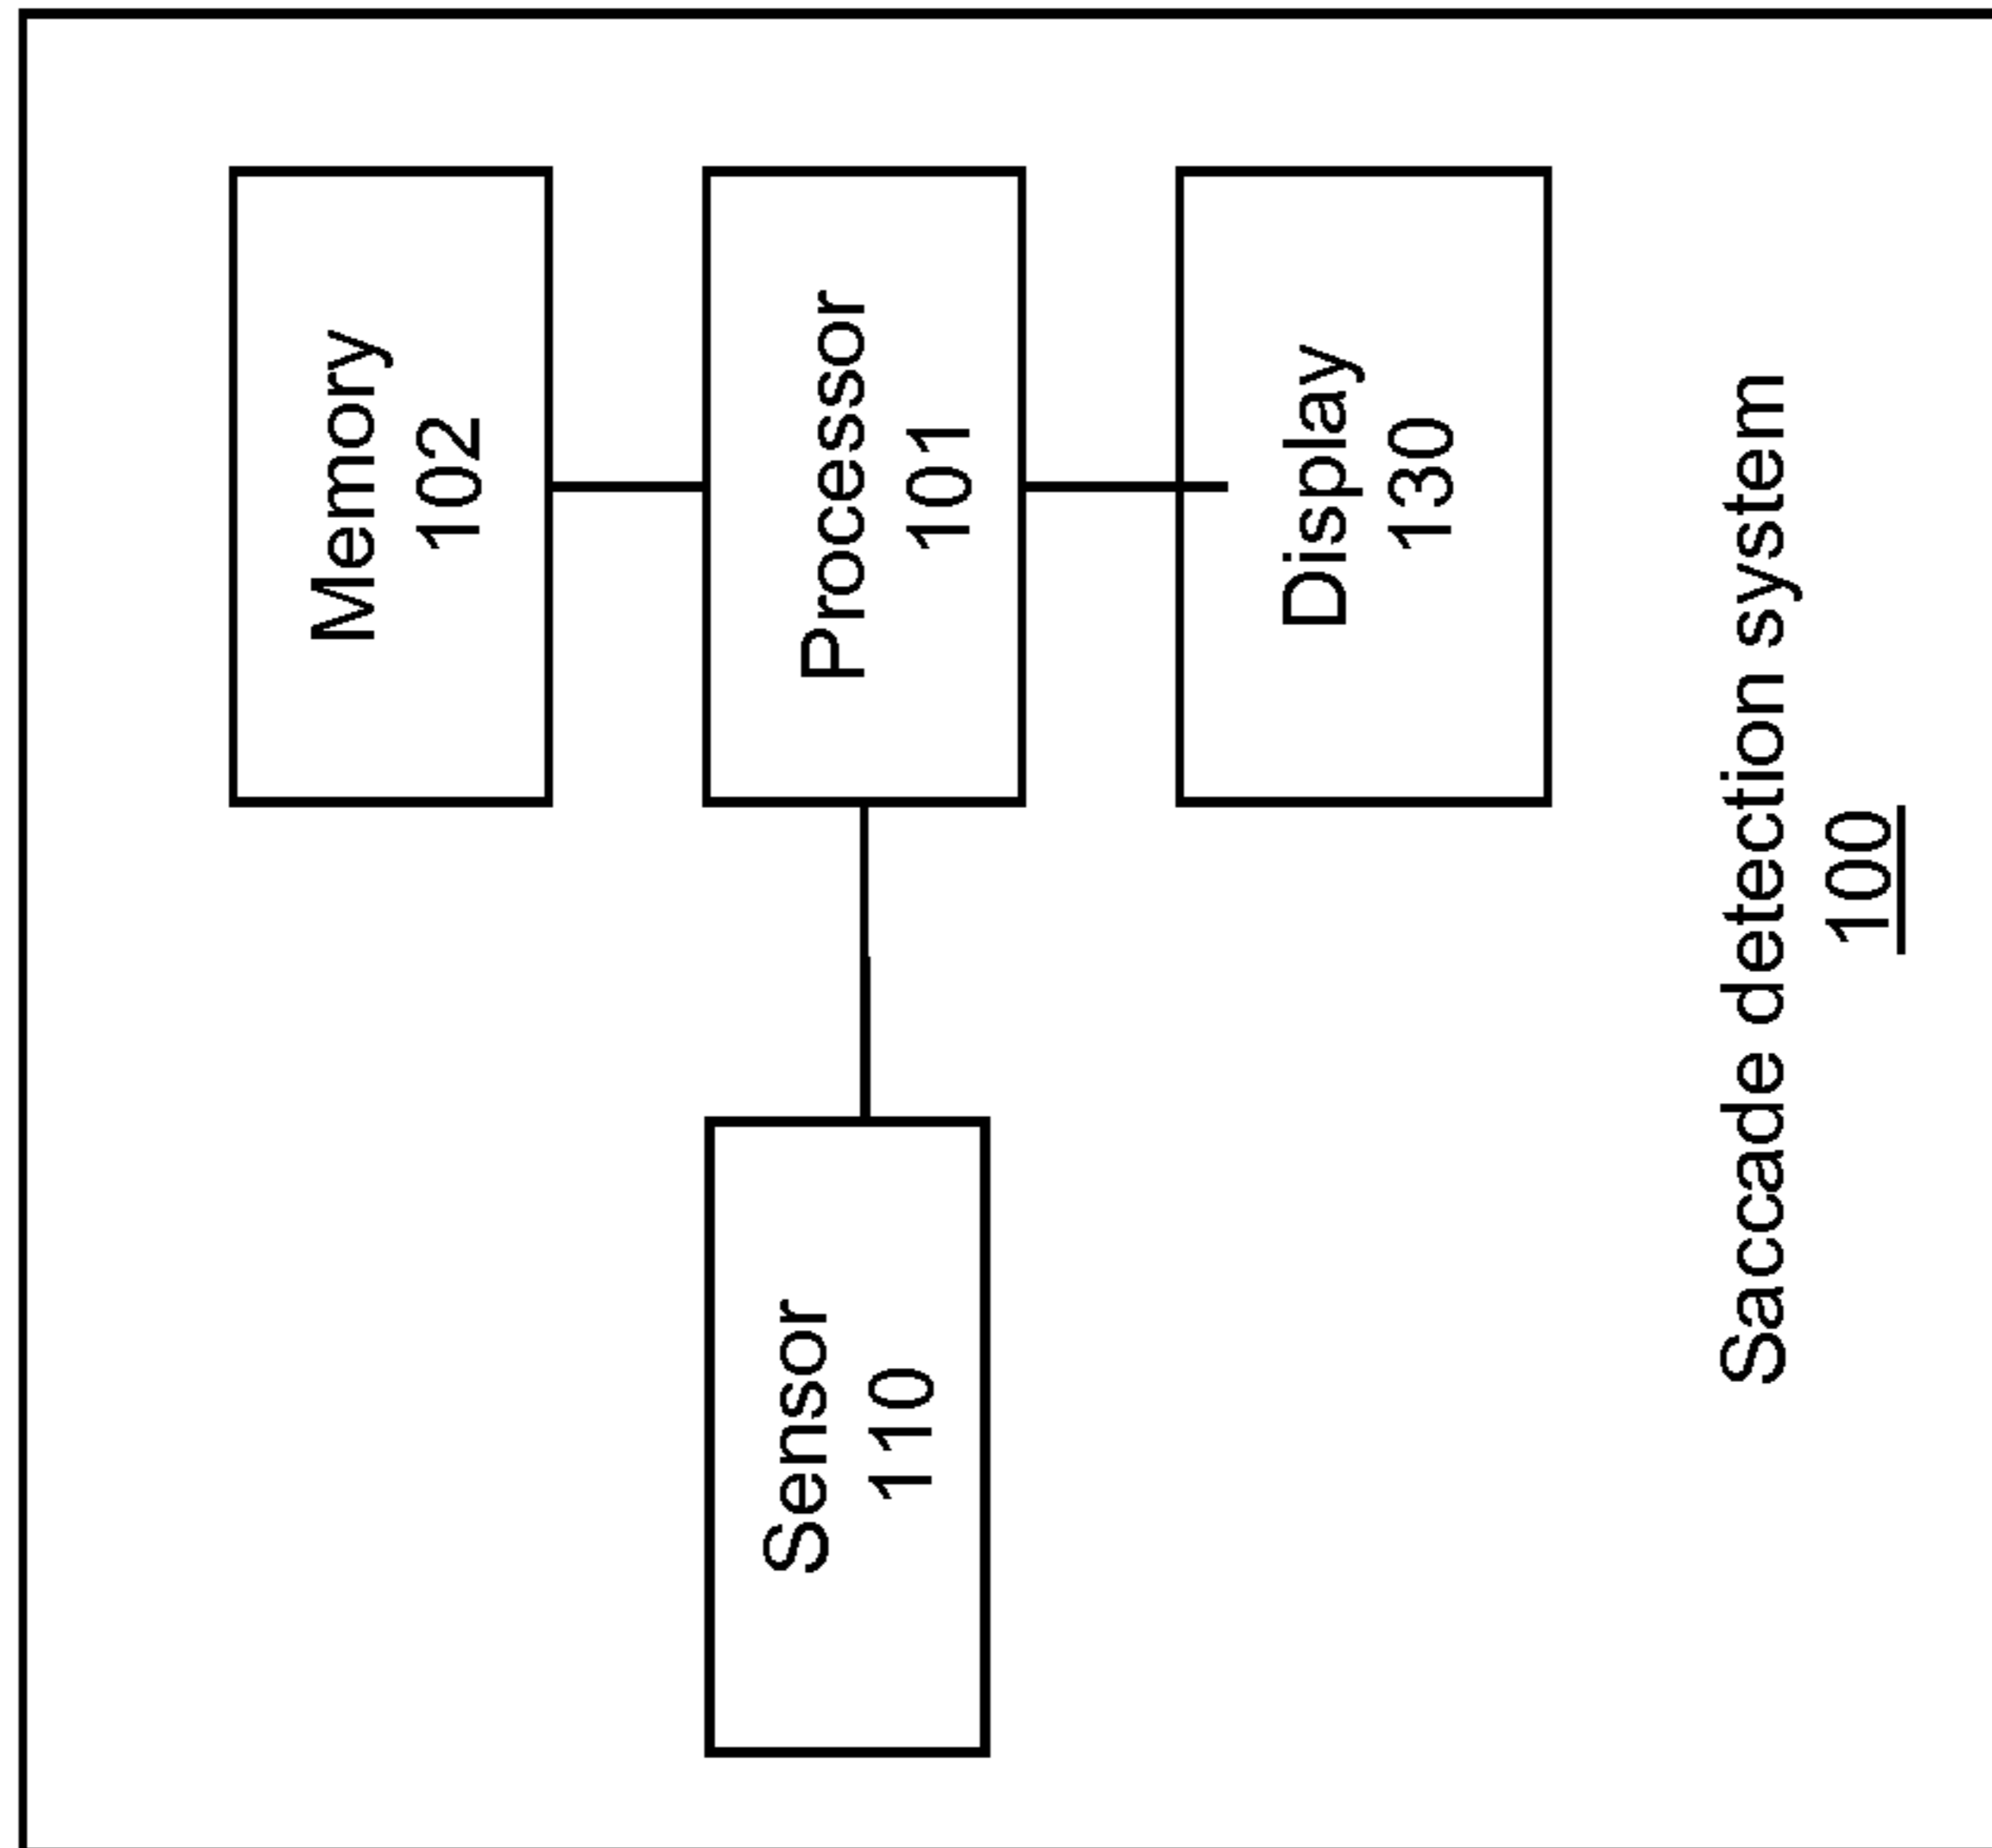 Memory
102
Sensor
110
Processor
101
Display
130
Saccade detection system
100